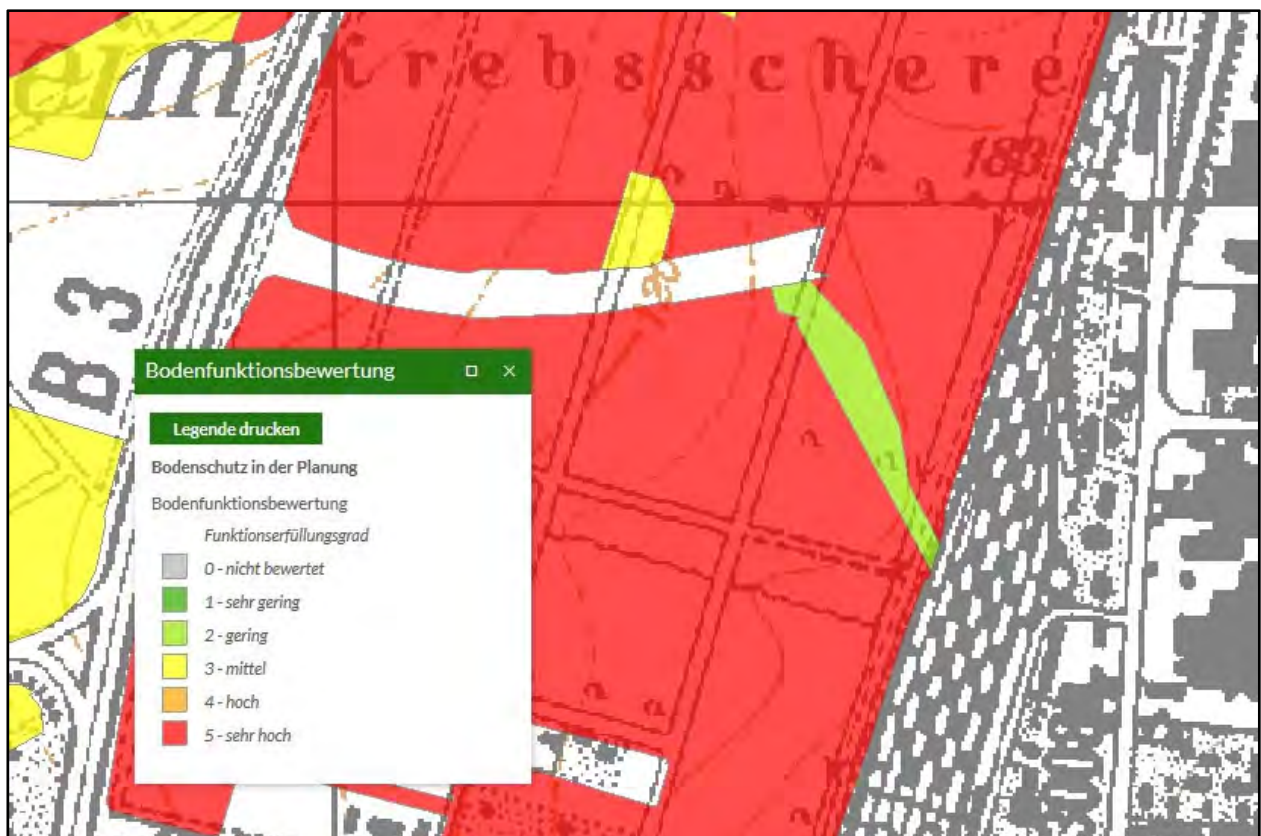 Krebsschere
183
B 3
Bodenfunktionsbewertung
Legende drucken
Bodenschutz in der Planung
Bodenfunktionsbewertung
Funktionserfüllungsgrad
0 - nicht bewertet
1 - sehr gering
2 - gering
3 - mittel
4 - hoch
5 - sehr hoch